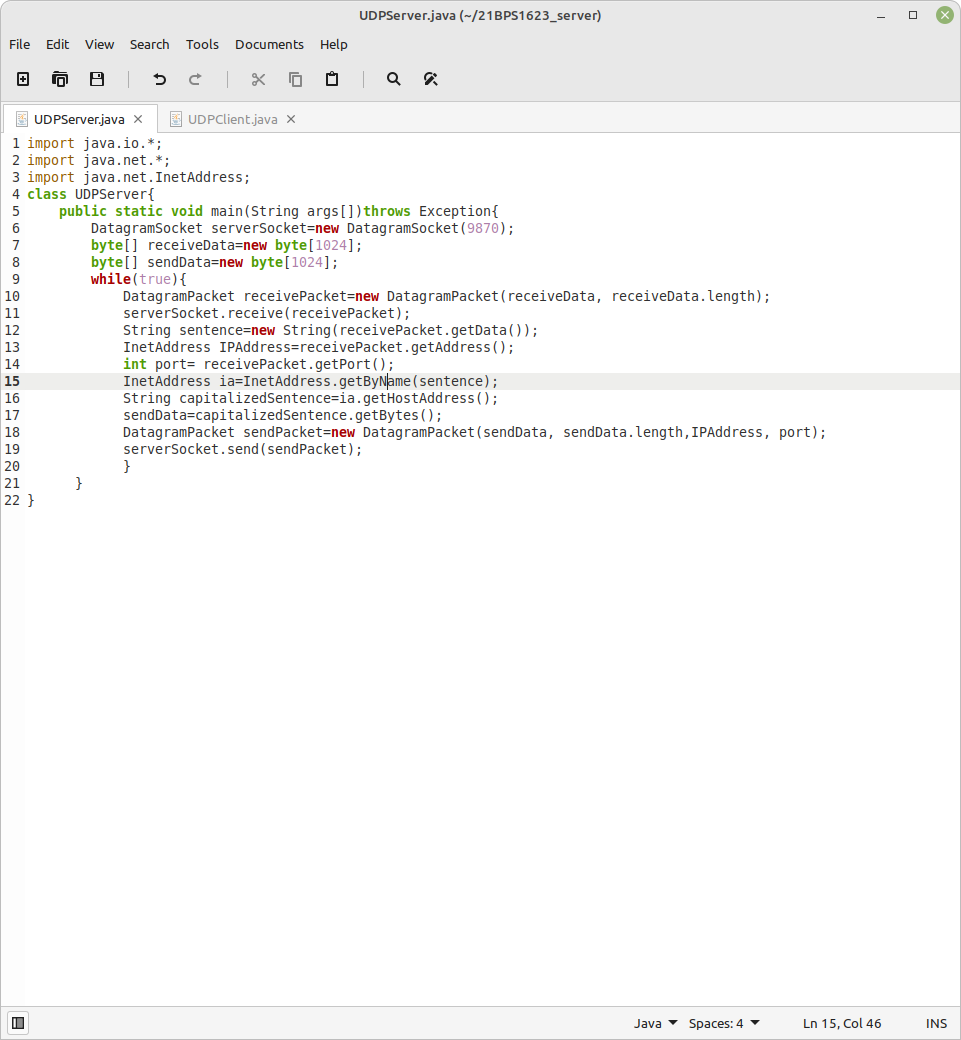 UDPServer.java (~/21BPS1623_server)
File Edit View Search Tools Documents Help
UDPServer.java UDPClient.java
1 import java.io.*;
2 import java.net.*;
3 import java.net.InetAddress;
4 class UDPServer{
5     public static void main(String args[])throws Exception{
6         DatagramSocket serverSocket=new DatagramSocket(9870);
7         byte[] receiveData=new byte[1024];
8         byte[] sendData=new byte[1024];
9         while(true){
10             DatagramPacket receivePacket=new DatagramPacket(receiveData, receiveData.length);
11             serverSocket.receive(receivePacket);
12             String sentence=new String(receivePacket.getData());
13             InetAddress IPAddress=receivePacket.getAddress();
14             int port= receivePacket.getPort();
15             InetAddress ia=InetAddress.getByName(sentence);
16             String capitalizedSentence=ia.getHostAddress();
17             sendData=capitalizedSentence.getBytes();
18             DatagramPacket sendPacket=new DatagramPacket(sendData, sendData.length,IPAddress, port);
19             serverSocket.send(sendPacket);
20             }
21       }
22 }
Java Spaces: 4 Ln 15, Col 46 INS